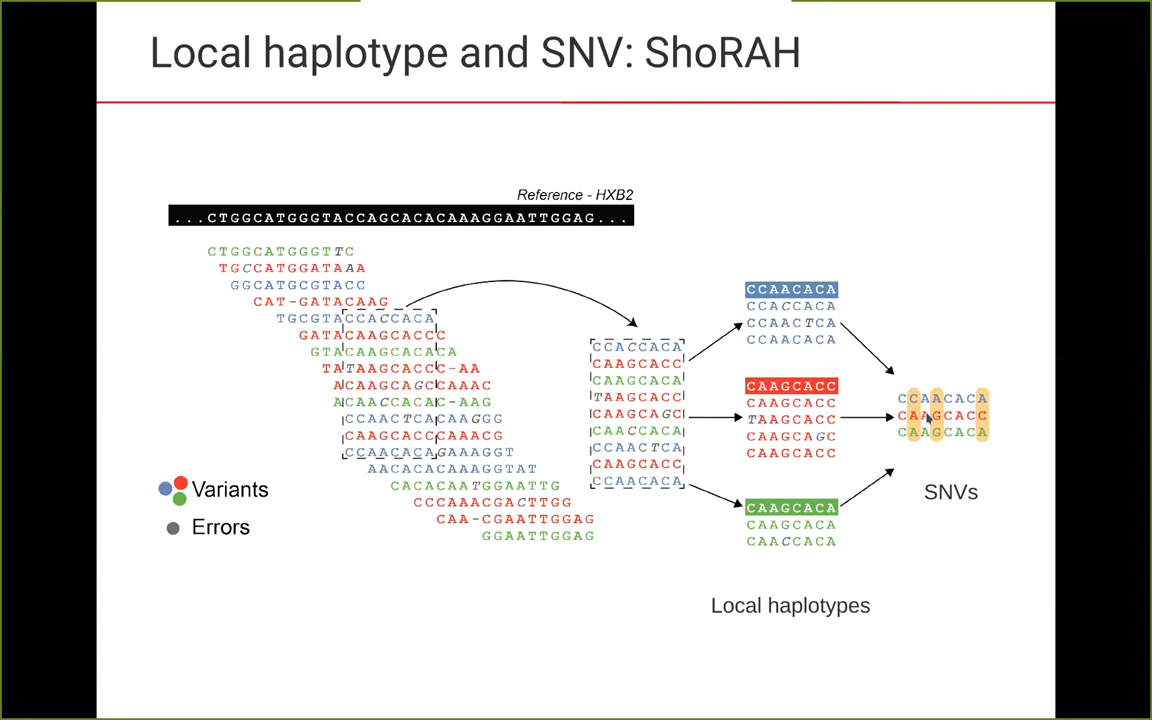 Local haplotype and SNV: ShoRAH
Reference - HXB2
...CTGGCATGGGTACCAGCACACAAAGGAATTGGAG...
CTGGCATGGGTTC
TGCCATGGATAAA
GGCATGCGTACC
CAT-GATACAAG
TGCGTACCACCACA
GATACAAGCACCC
GTACAAGCACACA
TATAAGCACCC-AA
ACAAGCAGCCAAAC
ACAACCACAC-AAG
CCAACTCACAAGGG
CAAGCACCCAAACG
CCAACACAGAAAGGT
AACACACAAAGGTAT
CACACAATGGAATTG
CCCAAACGACTTGG
CAA-CGAATTGGAG
GGAATTGGAG
Variants
Errors
CCACCACA
CAAGCACC
CAAGCACA
TAAGCACC
CAAGCAGC
CAACCACA
CCAACTCA
CAAGCACC
CCAACACA
CCAACACA
CCACCACA
CCAACTCA
CCAACACA
CAAGCACC
CAAGCACC
TAAGCACC
CAAGCAGC
CAAGCACC
CAAGCACA
CAAGCACA
CAACCACA
Local haplotypes
CCAACACA
CAAGCACC
CAAGCACA
SNVs